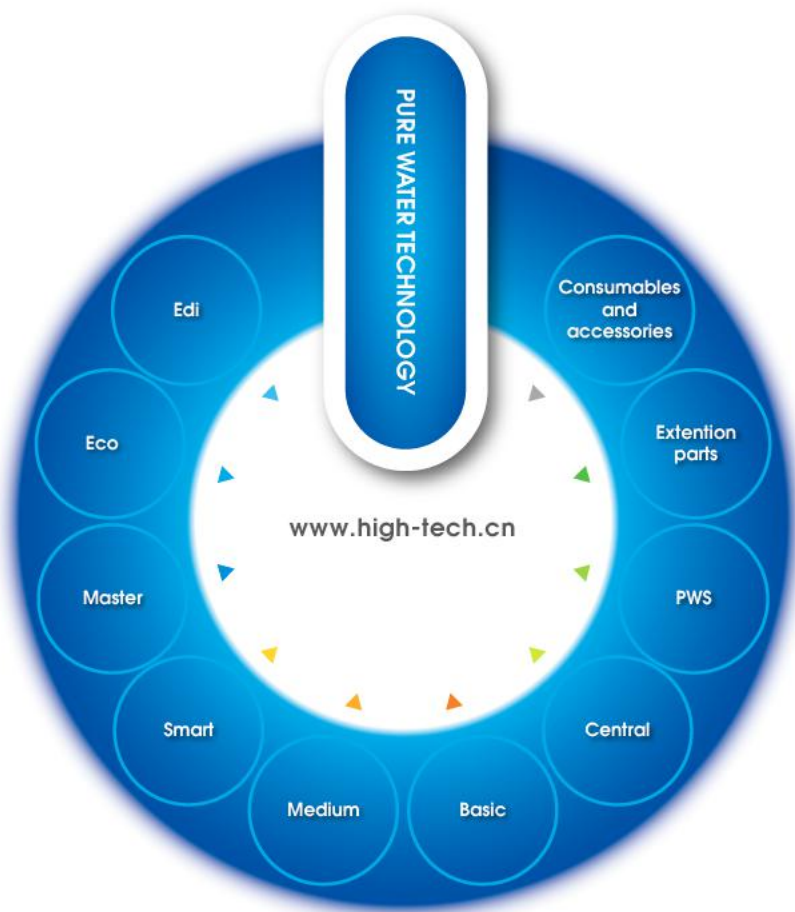 PURE WATER TECHNOLOGY
Edi
Eco
Master
Smart
Medium
Basic
Central
PWS
Extention
parts
Consumables
and
accessories
www.high-tech.cn